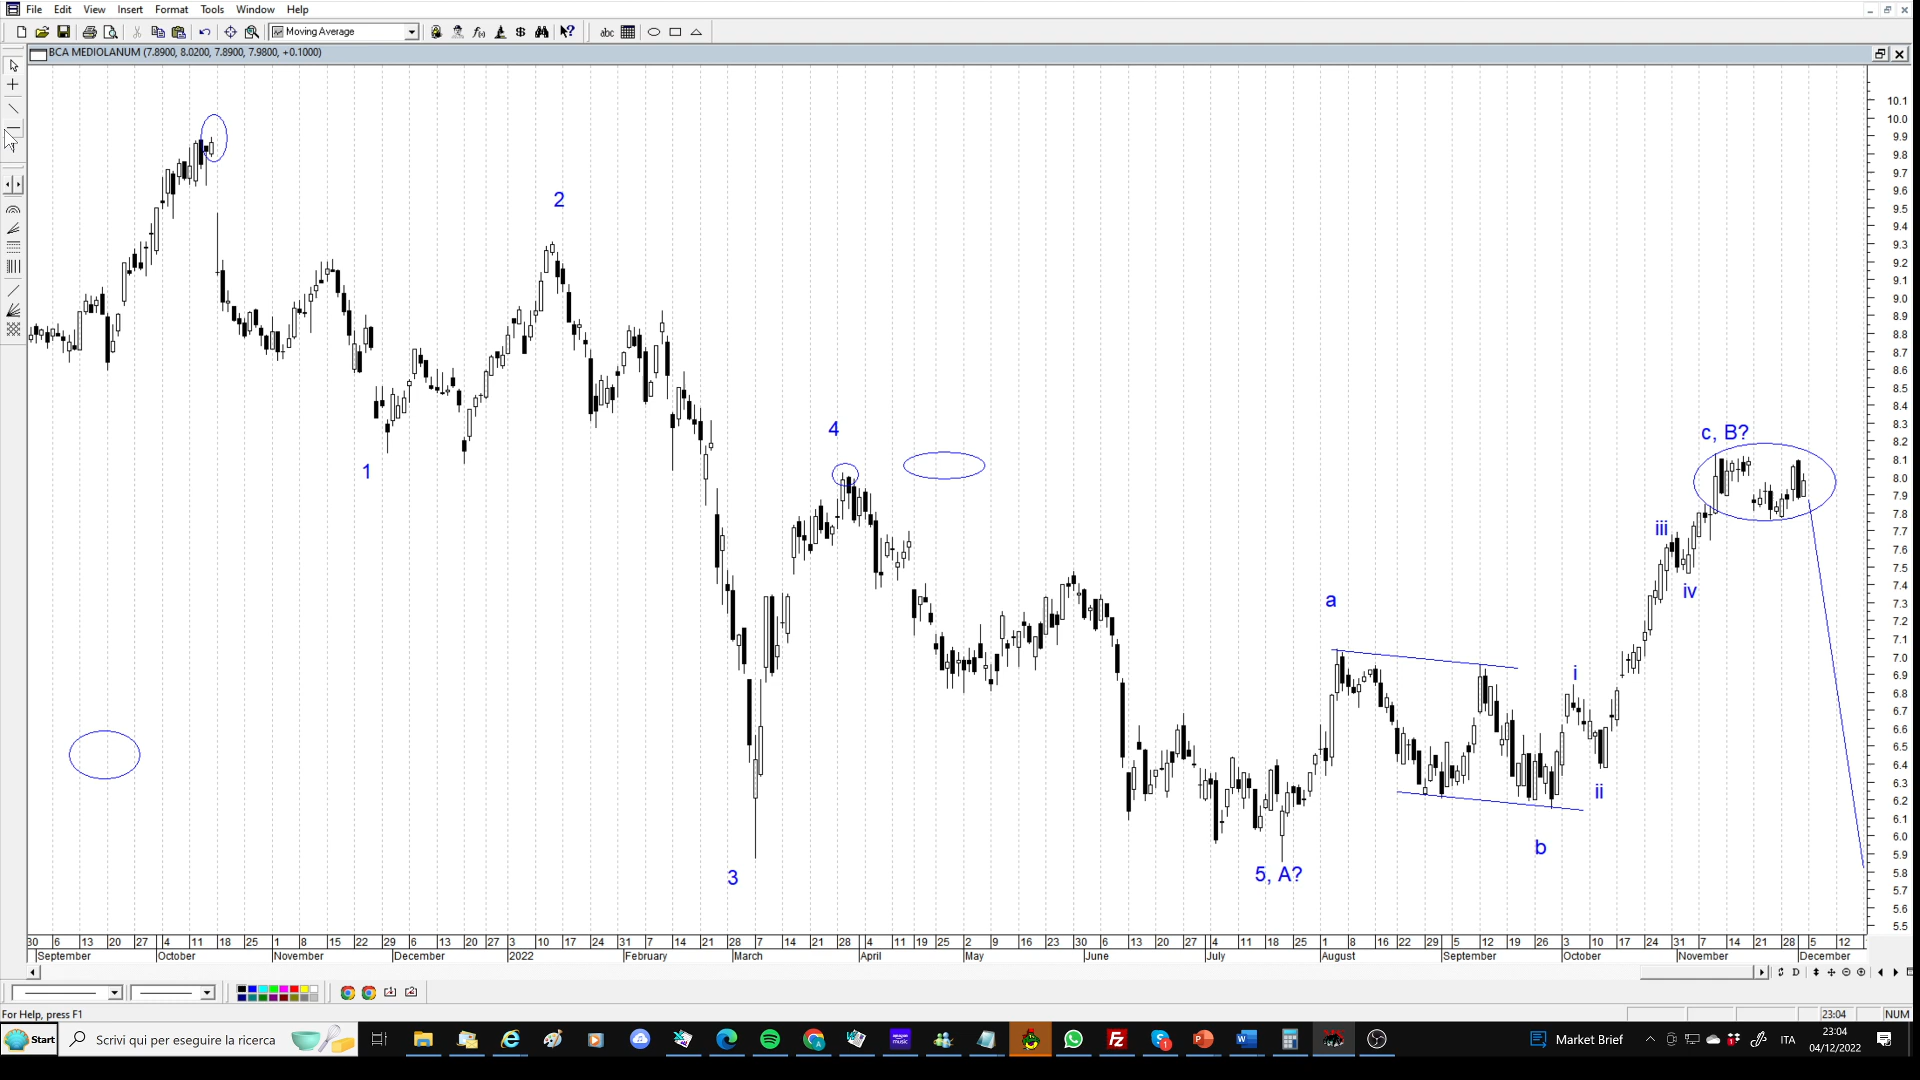 File Edit View Insert Format Tools Window Help
Moving Average
abc
BCA MEDIOLANUM (7.8900, 8.0200, 7.8900, 7.9800, +0.1000)
10.1
10.0
9.9
9.8
9.7
9.6
9.5
9.4
9.3
9.2
9.1
9.0
8.9
8.8
8.7
8.6
8.5
8.4
8.3
8.2
8.1
8.0
7.9
7.8
7.7
7.6
7.5
7.4
7.3
7.2
7.1
7.0
6.9
6.8
6.7
6.6
6.5
6.4
6.3
6.2
6.1
6.0
5.9
5.8
5.7
5.6
5.5
2
4
c, B?
1
iii
iv
a
i
ii
b
3
5, A?
30 6 13 20 27 4 11 18 25 1 8 15 22 29 6 13 20 27 3 10 17 24 31 7 14 21 28 7 14 21 28 4 11 19 25 2 9 16 23 30 6 13 20 27 4 11 18 25 1 8 16 22 29 5 12 19 26 3 10 17 24 31 7 14 21 28 5 12
September October November December 2022 February March April May June July August September October November December
D
For Help, press F1
23:04 NUM
Start Scrivi qui per eseguire la ricerca
Market Brief
ITA
23:04
04/12/2022